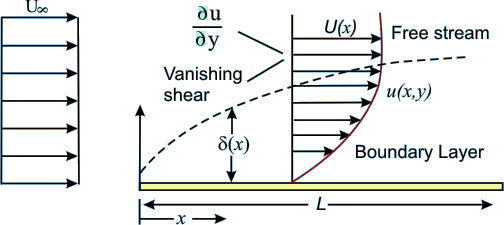 U∞
∂u
∂y
U(x)
Free stream
Vanishing
shear
u(x,y)
δ(x)
Boundary Layer
L
x